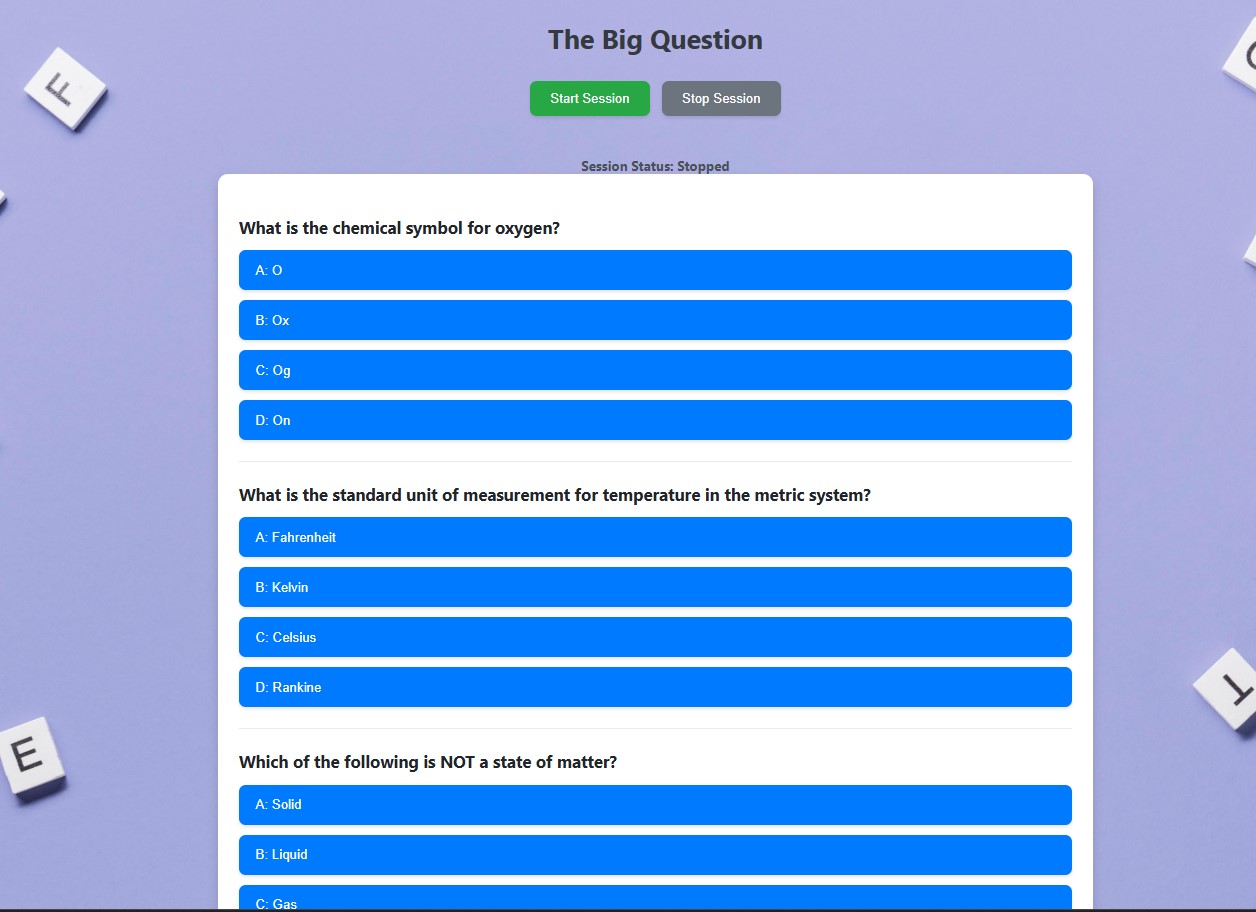 The Big Question
Start Session
Stop Session
Session Status: Stopped
What is the chemical symbol for oxygen?
A: O
B: Ox
C: Og
D: On
What is the standard unit of measurement for temperature in the metric system?
A: Fahrenheit
B: Kelvin
C: Celsius
D: Rankine
Which of the following is NOT a state of matter?
A: Solid
B: Liquid
C: Gas
F
E
T